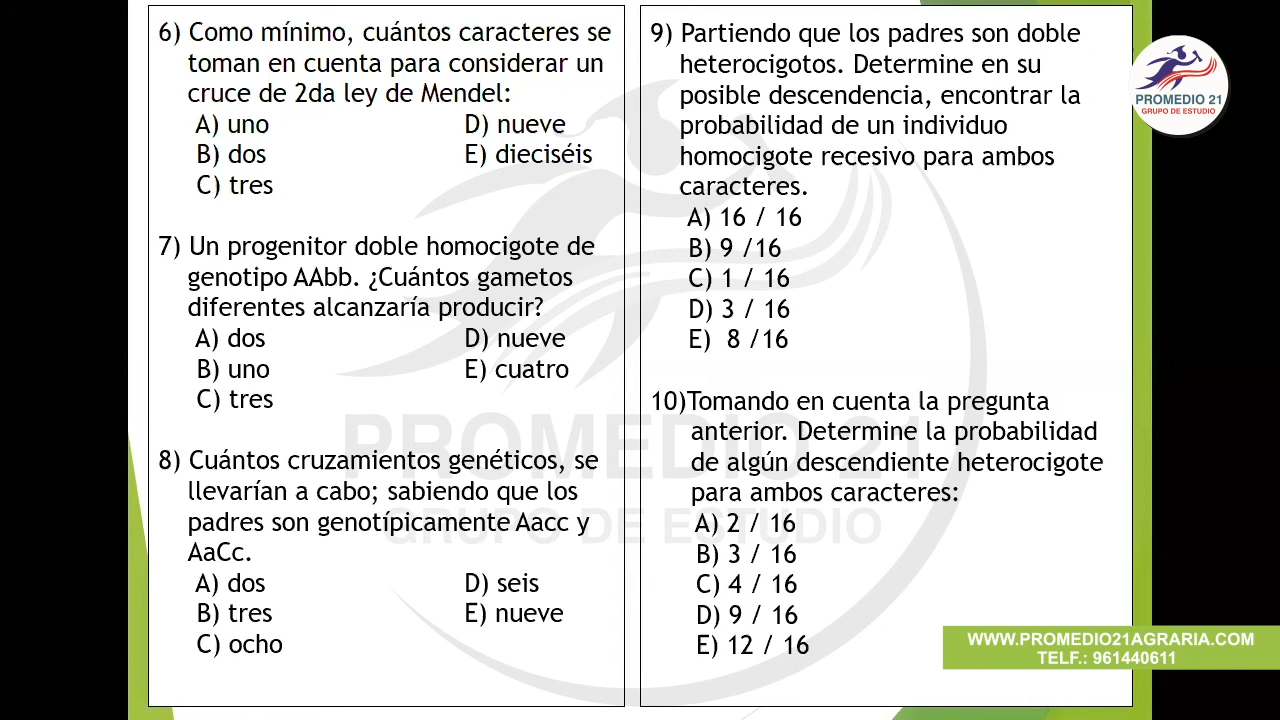 6) Como mínimo, cuántos caracteres se
toman en cuenta para considerar un
cruce de 2da ley de Mendel:
A) uno
D) nueve
B) dos
E) dieciséis
C) tres
7) Un progenitor doble homocigote de
genotipo AAbb. ¿Cuántos gametos
diferentes alcanzaría producir?
A) dos
D) nueve
B) uno
E) cuatro
C) tres
8) Cuántos cruzamientos genéticos, se
llevarían a cabo; sabiendo que los
padres son genotípicamente Aacc y
AaCc.
A) dos
D) seis
B) tres
E) nueve
C) ocho
9) Partiendo que los padres son doble
heterocigotos. Determine en su
posible descendencia, encontrar la
probabilidad de un individuo
homocigote recesivo para ambos
caracteres.
A) 16 / 16
B) 9 /16
C) 1 / 16
D) 3 / 16
E) 8 /16
10)Tomando en cuenta la pregunta
anterior. Determine la probabilidad
de algún descendiente heterocigote
para ambos caracteres:
A) 2 / 16
B) 3 / 16
C) 4 / 16
D) 9 / 16
E) 12 / 16
PROMEDIO 21
GRUPO DE ESTUDIO
PROMEDIO 21
GRUPO DE ESTUDIO
WWW.PROMEDIO21AGRARIA.COM
TELF.: 961440611